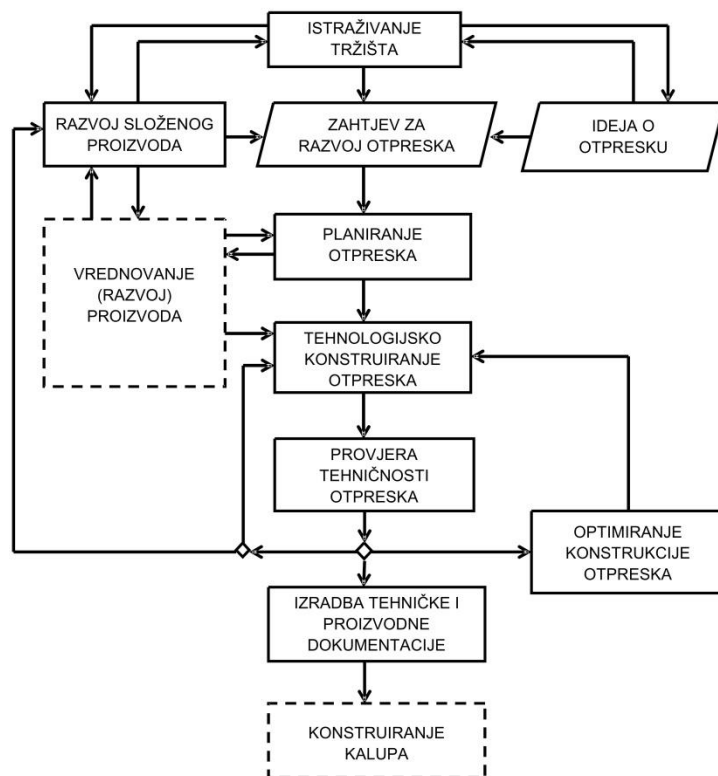 ISTRAŽIVANJE
TRŽIŠTA
RAZVOJ SLOŽENOG
PROIZVODA
ZAHTJEV ZA
RAZVOJ OTPRESKA
IDEJA O
OTPRESKU
VREDNOVANJE
(RAZVOJ)
PROIZVODA
PLANIRANJE
OTPRESKA
TEHNOLOGIJSKO
KONSTRUIRANJE
OTPRESKA
PROVJERA
TEHNIČNOSTI
OTPRESKA
OPTIMIRANJE
KONSTRUKCIJE
OTPRESKA
IZRADBA TEHNIČKE I
PROIZVODNE
DOKUMENTACIJE
KONSTRUIRANJE
KALUPA